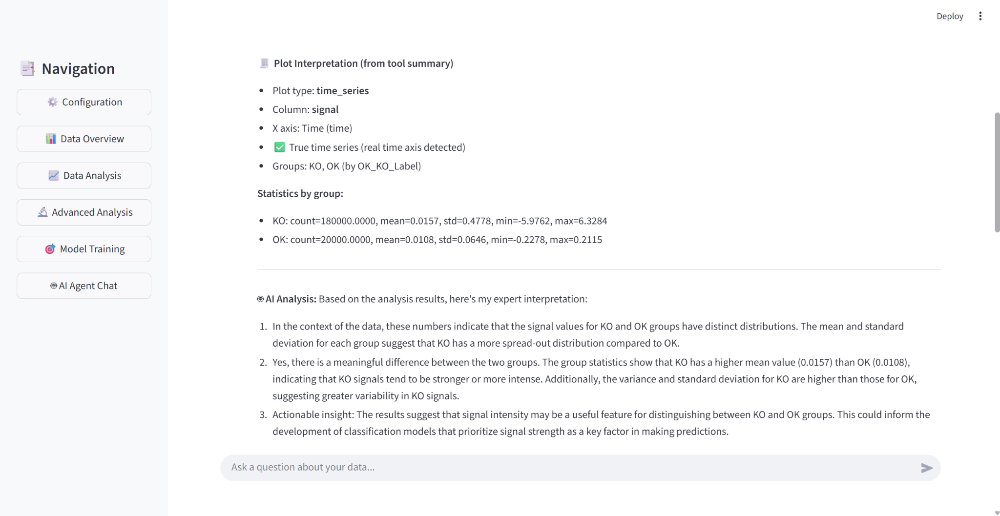 Deploy
Navigation
Configuration
Data Overview
Data Analysis
Advanced Analysis
Model Training
AI Agent Chat
Plot Interpretation (from tool summary)
Plot type: time_series
Column: signal
X axis: Time (time)
True time series (real time axis detected)
Groups: KO, OK (by OK_KO_Label)
Statistics by group:
KO: count=180000.0000, mean=0.0157, std=0.4778, min=-5.9762, max=6.3284
OK: count=20000.0000, mean=0.0108, std=0.0646, min=-0.2278, max=0.2115
AI Analysis: Based on the analysis results, here's my expert interpretation:
1. In the context of the data, these numbers indicate that the signal values for KO and OK groups have distinct distributions. The mean and standard
deviation for each group suggest that KO has a more spread-out distribution compared to OK.
2. Yes, there is a meaningful difference between the two groups. The group statistics show that KO has a higher mean value (0.0157) than OK (0.0108),
indicating that KO signals tend to be stronger or more intense. Additionally, the variance and standard deviation for KO are higher than those for OK,
suggesting greater variability in KO signals.
3. Actionable insight: The results suggest that signal intensity may be a useful feature for distinguishing between KO and OK groups. This could inform the
development of classification models that prioritize signal strength as a key factor in making predictions.
Ask a question about your data...